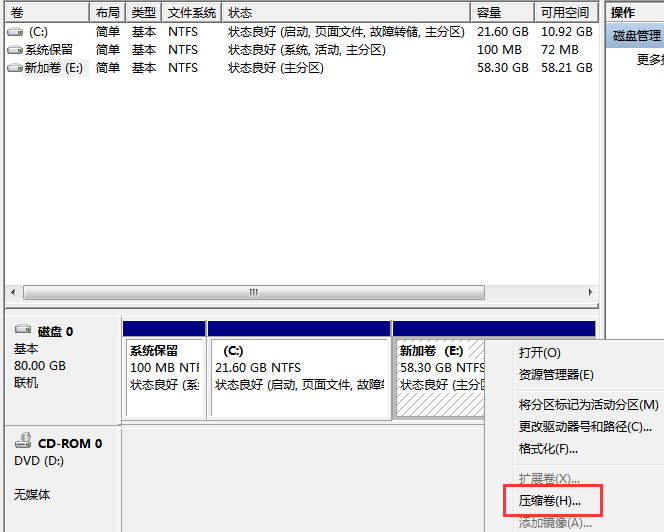 卷 布局 类型 文件系统 状态 容量 可用空间 操作
(C:) 简单 基本 NTFS 状态良好 (启动, 页面文件, 故障转储, 主分区) 21.60 GB 10.92 GB 磁盘管理
系统保留 简单 基本 NTFS 状态良好 (系统, 活动, 主分区) 100 MB 72 MB
更多
新加卷 (E:) 简单 基本 NTFS 状态良好 (主分区) 58.30 GB 58.21 GB
磁盘 0
基本
80.00 GB
联机
系统保留
100 MB NTF
状态良好 (系
(C:)
21.60 GB NTFS
状态良好 (启动, 页面文件, 故障
新加卷 (E:)
58.30 GB NTFS
状态良好 (主分区
CD-ROM 0
DVD (D:)
无媒体
打开(O)
资源管理器(E)
将分区标记为活动分区(M)
更改驱动器号和路径(C)...
格式化(F)...
扩展卷(X)...
压缩卷(H)...
添加镜像(A)...